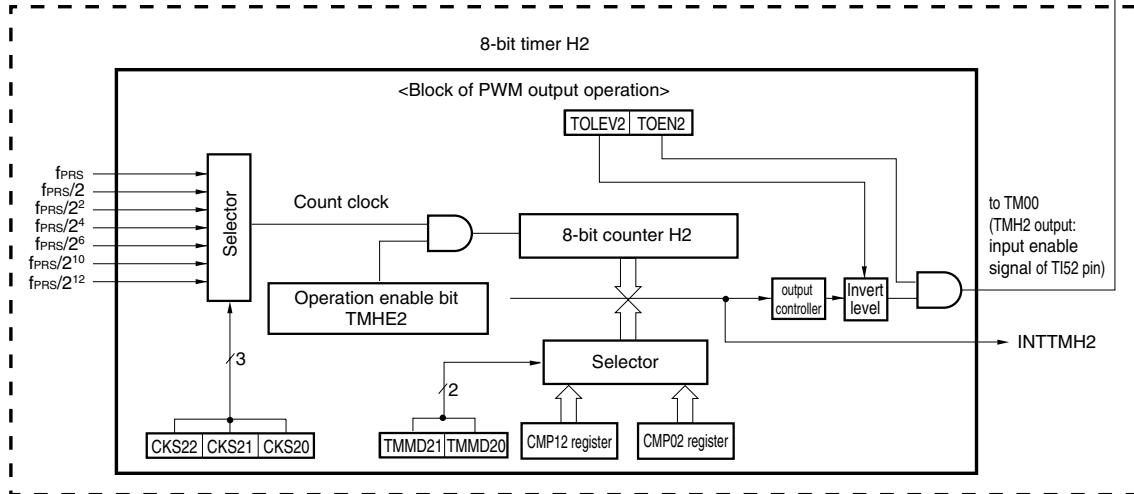 8-bit timer H2
<Block of PWM output operation>
TOLEV2 TOEN2
fPRS
fPRS/2
fPRS/2²
fPRS/2⁴
fPRS/2⁶
fPRS/2¹⁰
fPRS/2¹²
Selector
Count clock
8-bit counter H2
Operation enable bit
TMHE2
output
controller
Invert
level
to TM00
(TMH2 output:
input enable
signal of TI52 pin)
INTTMH2
3
2
Selector
CKS22 CKS21 CKS20
TMMD21 TMMD20
CMP12 register
CMP02 register